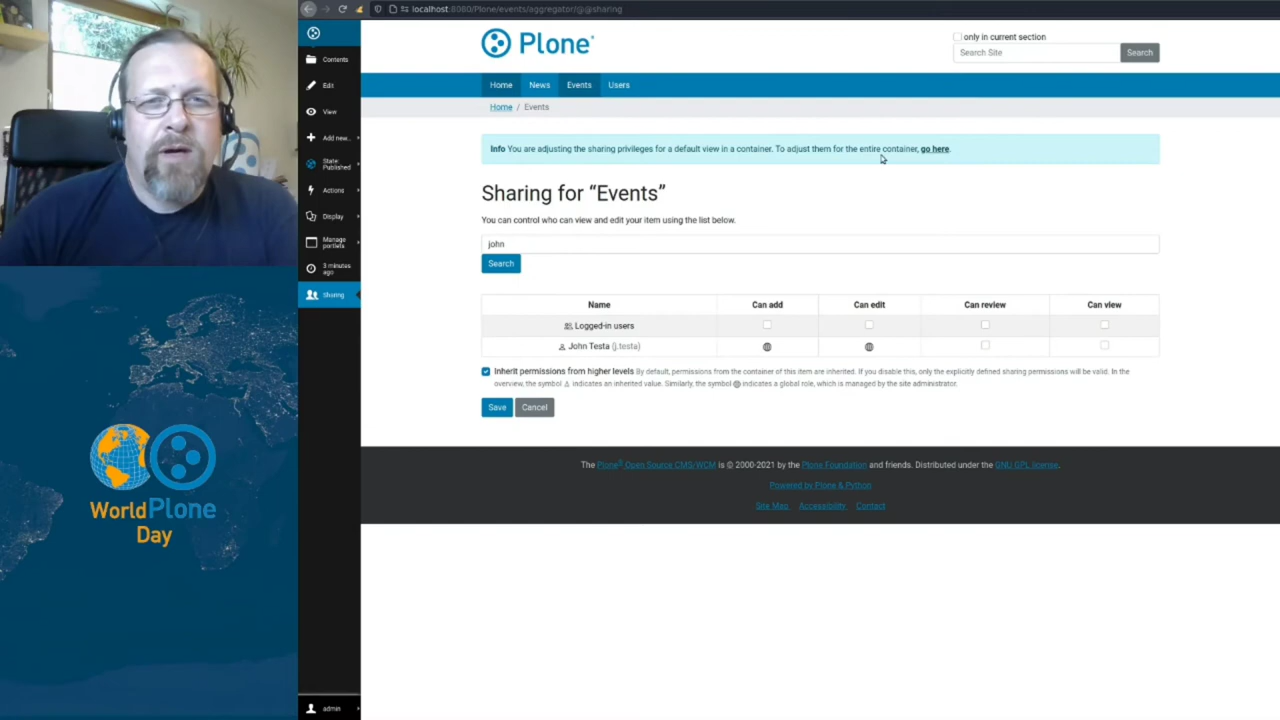 localhost:8080/Plone/events/aggregator/@@sharing
Contents
Edit
View
Add new...
State:
Published
Actions
Display
Manage
portlets
3 minutes
ago
Sharing
admin
World Plone
Day
Plone®
only in current section
Search Site
Search
Home
News
Events
Users
Home / Events
Info You are adjusting the sharing privileges for a default view in a container. To adjust them for the entire container, go here.
Sharing for “Events”
You can control who can view and edit your item using the list below.
john
Search
Name Can add Can edit Can review Can view
Logged-in users
John Testa (j.testa)
Inherit permissions from higher levels By default, permissions from the container of this item are inherited. If you disable this, only the explicitly defined sharing permissions will be valid. In the
overview, the symbol indicates an inherited value. Similarly, the symbol indicates a global role, which is managed by the site administrator.
Save Cancel
The Plone® Open Source CMS/WCM is © 2000-2021 by the Plone Foundation and friends. Distributed under the GNU GPL license.
Powered by Plone & Python
Site Map Accessibility Contact